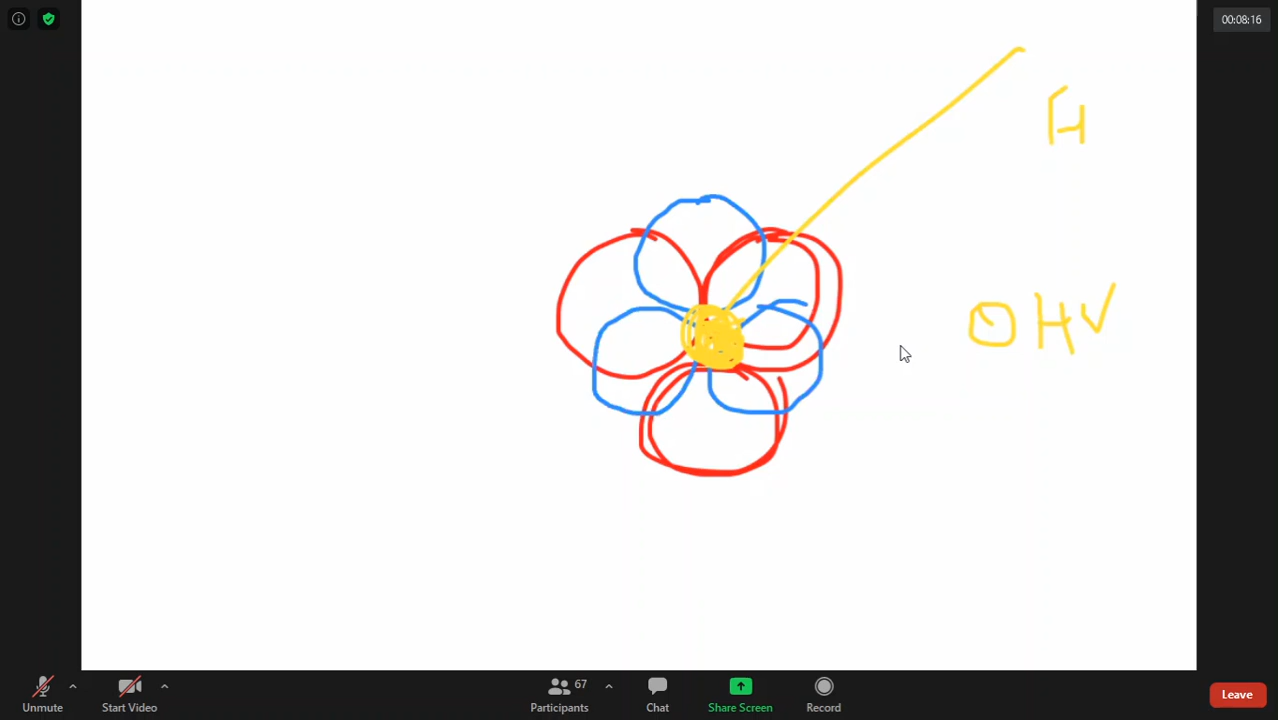 00:08:16
OHV
Unmute
Start Video
67
Participants
Chat
Share Screen
Record
Leave